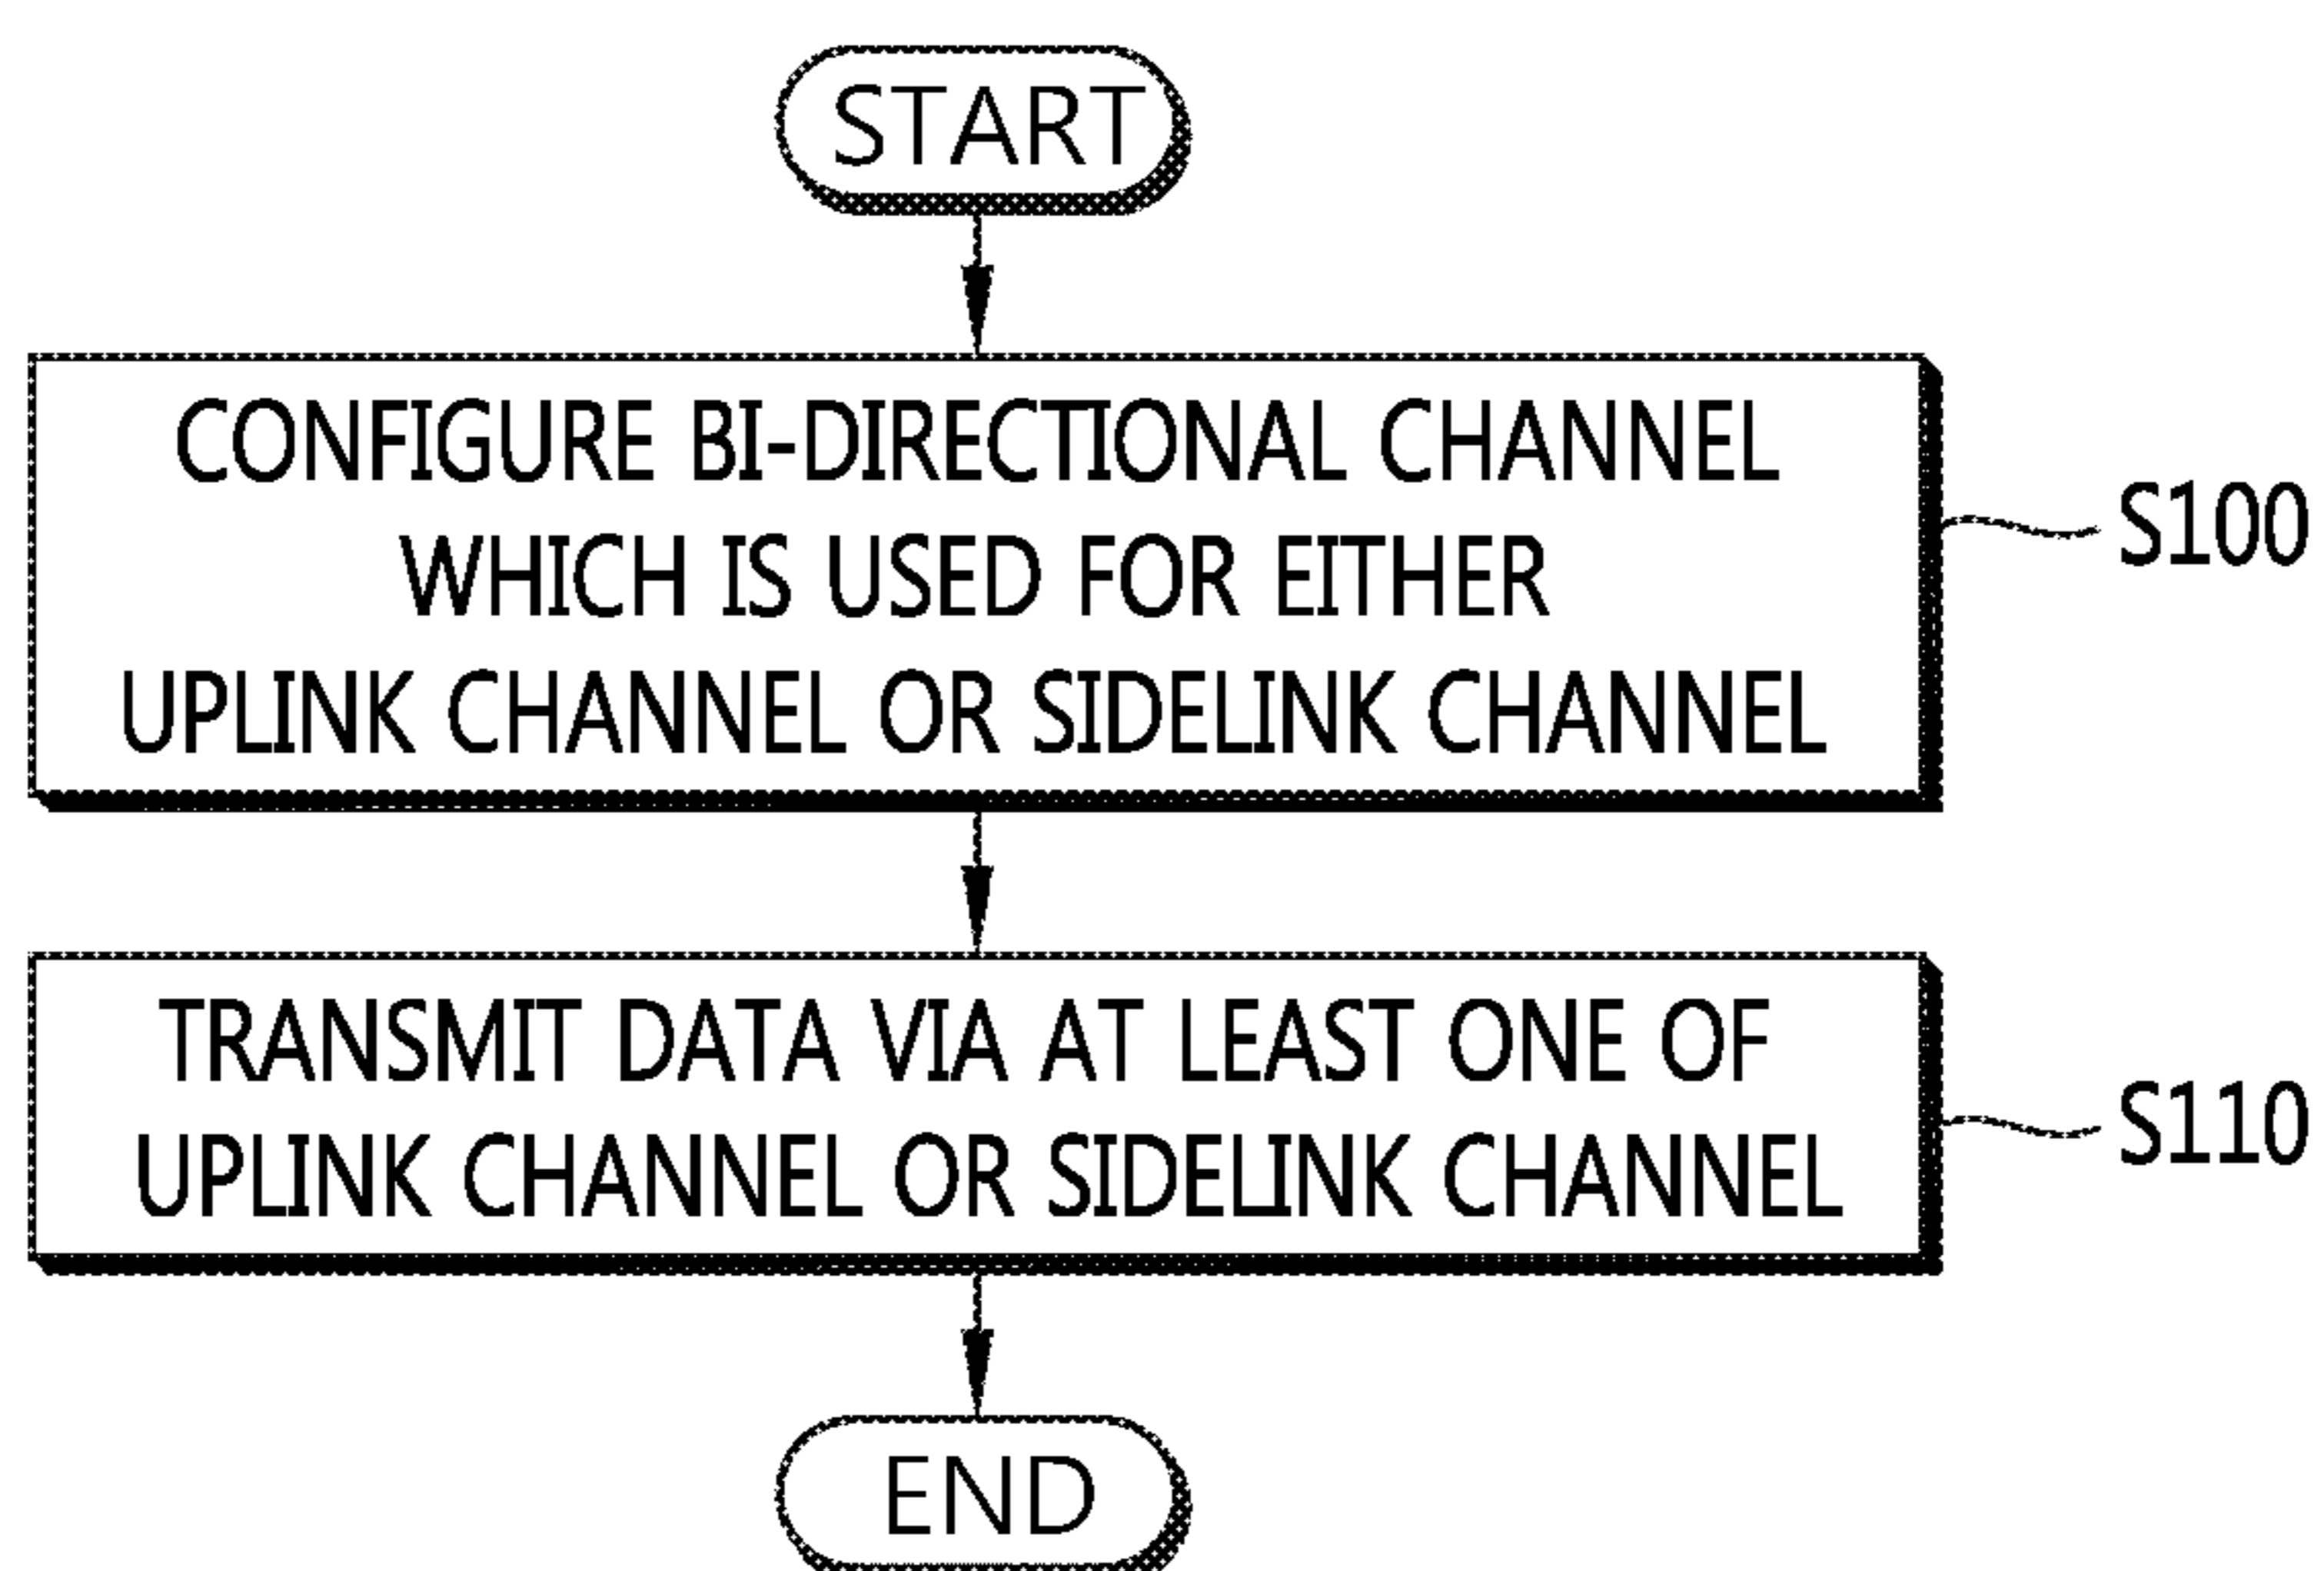 START
CONFIGURE BI-DIRECTIONAL CHANNEL
WHICH IS USED FOR EITHER
UPLINK CHANNEL OR SIDELINK CHANNEL
S100
TRANSMIT DATA VIA AT LEAST ONE OF
UPLINK CHANNEL OR SIDELINK CHANNEL
S110
END